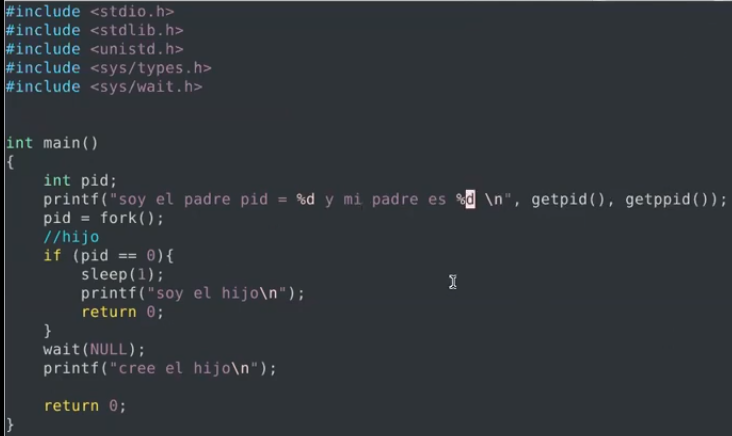 #include <stdio.h>
#include <stdlib.h>
#include <unistd.h>
#include <sys/types.h>
#include <sys/wait.h>
int main()
{
    int pid;
    printf("soy el padre pid = %d y mi padre es %d \n", getpid(), getppid());
    pid = fork();
    //hijo
    if (pid == 0){
        sleep(1);
        printf("soy el hijo\n");
        return 0;
    }
    wait(NULL);
    printf("cree el hijo\n");
    return 0;
}